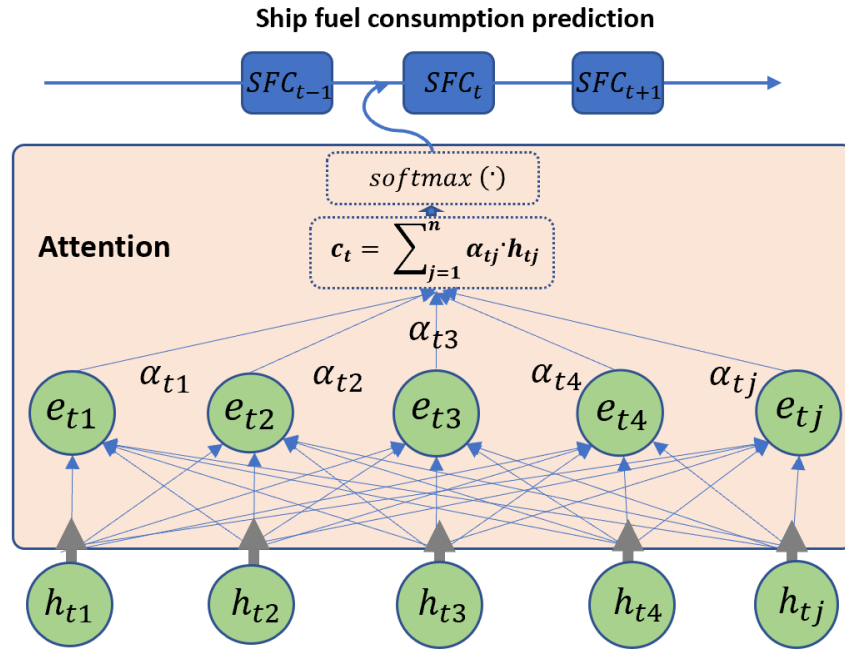 Ship fuel consumption prediction
SFC_{t−1} SFC_t SFC_{t+1}
softmax (·)
Attention
c_t = ∑_{j=1}^{n} α_{tj}·h_{tj}
α_{t3}
α_{t1} α_{t2} α_{t4} α_{tj}
e_{t1} e_{t2} e_{t3} e_{t4} e_{tj}
h_{t1} h_{t2} h_{t3} h_{t4} h_{tj}